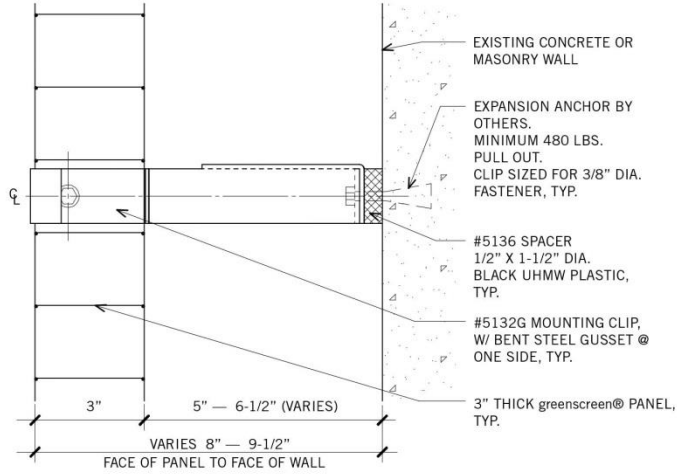 EXISTING CONCRETE OR
MASONRY WALL
EXPANSION ANCHOR BY
OTHERS.
MINIMUM 480 LBS.
PULL OUT.
CLIP SIZED FOR 3/8" DIA.
FASTENER, TYP.
CL
#5136 SPACER
1/2" X 1-1/2" DIA.
BLACK UHMW PLASTIC,
TYP.
#5132G MOUNTING CLIP,
W/ BENT STEEL GUSSET @
ONE SIDE, TYP.
3" THICK greenscreen® PANEL,
TYP.
3"
5" — 6-1/2" (VARIES)
VARIES 8" — 9-1/2"
FACE OF PANEL TO FACE OF WALL